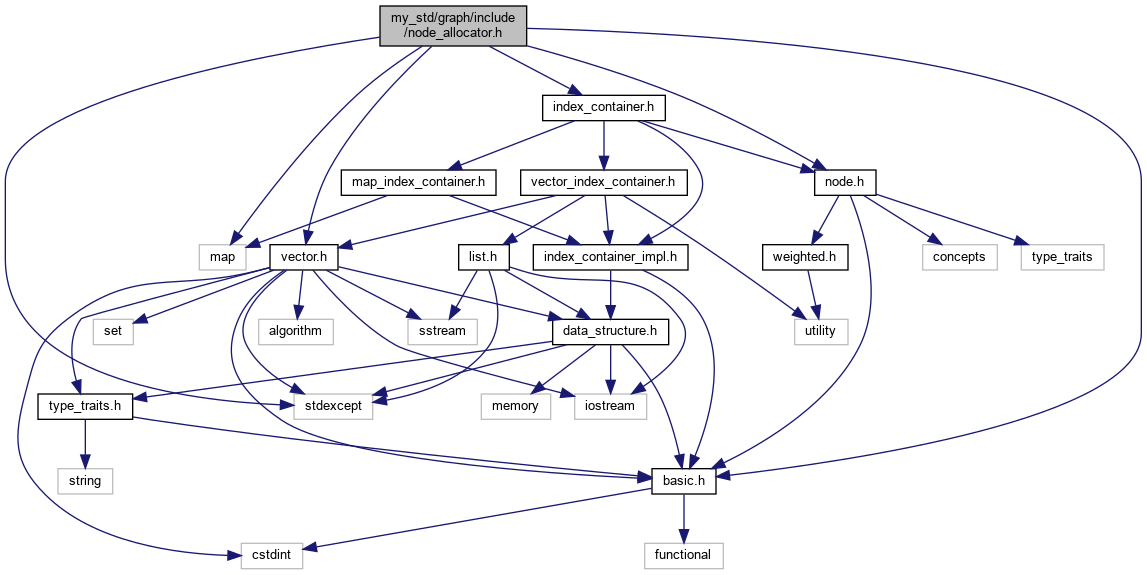 my_std/graph/include
/node_allocator.h
index_container.h
map_index_container.h
vector_index_container.h
node.h
map
vector.h
list.h
index_container_impl.h
weighted.h
concepts
type_traits
set
algorithm
sstream
data_structure.h
utility
type_traits.h
stdexcept
memory
iostream
string
basic.h
cstdint
functional